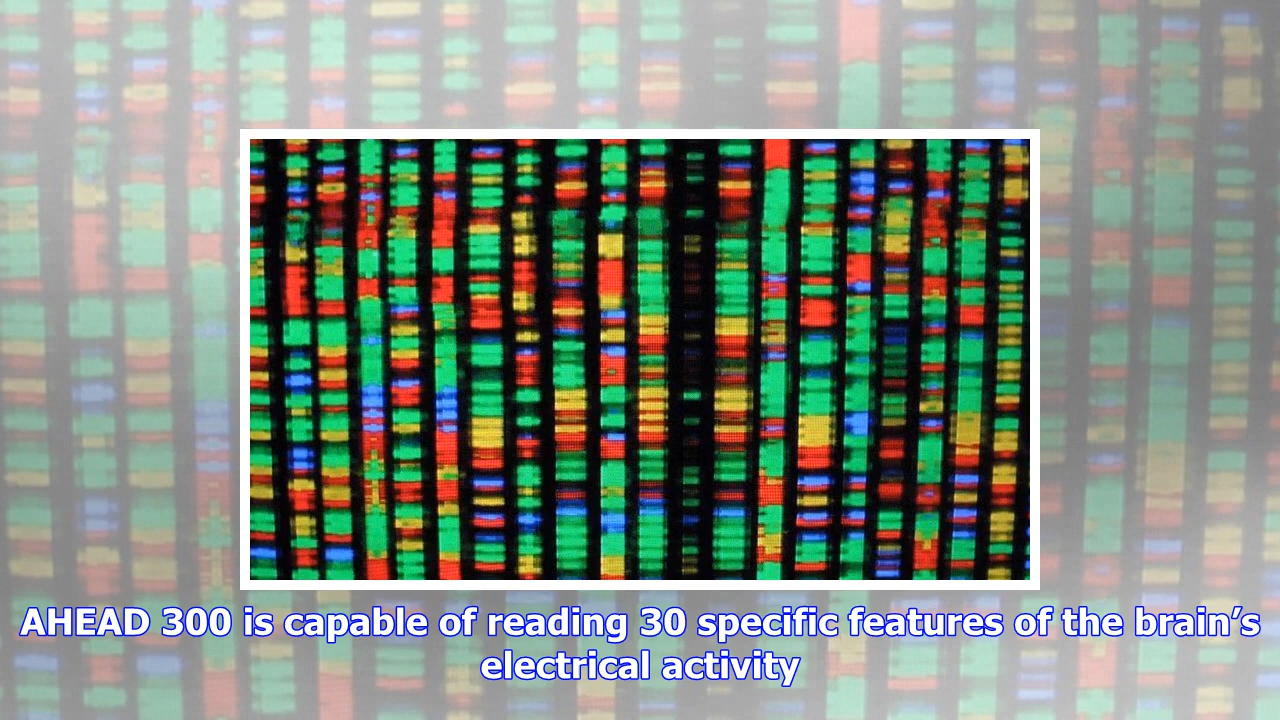 AHEAD 300 is capable of reading 30 specific features of the brain’s
electrical activity